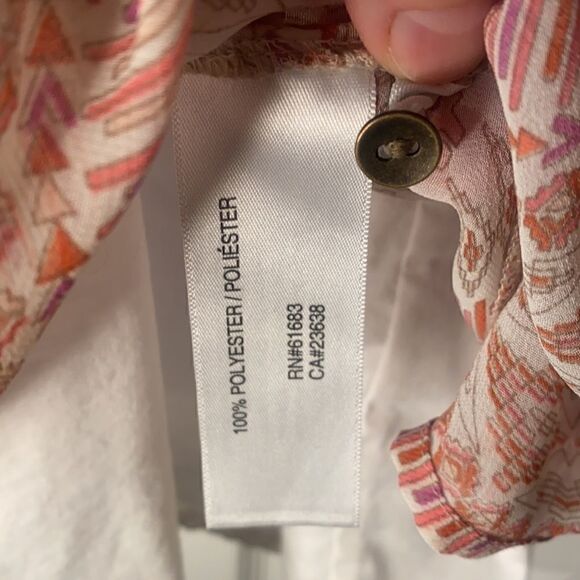 100% POLYESTER / POLIÉSTER
RN#61683
CA#23638